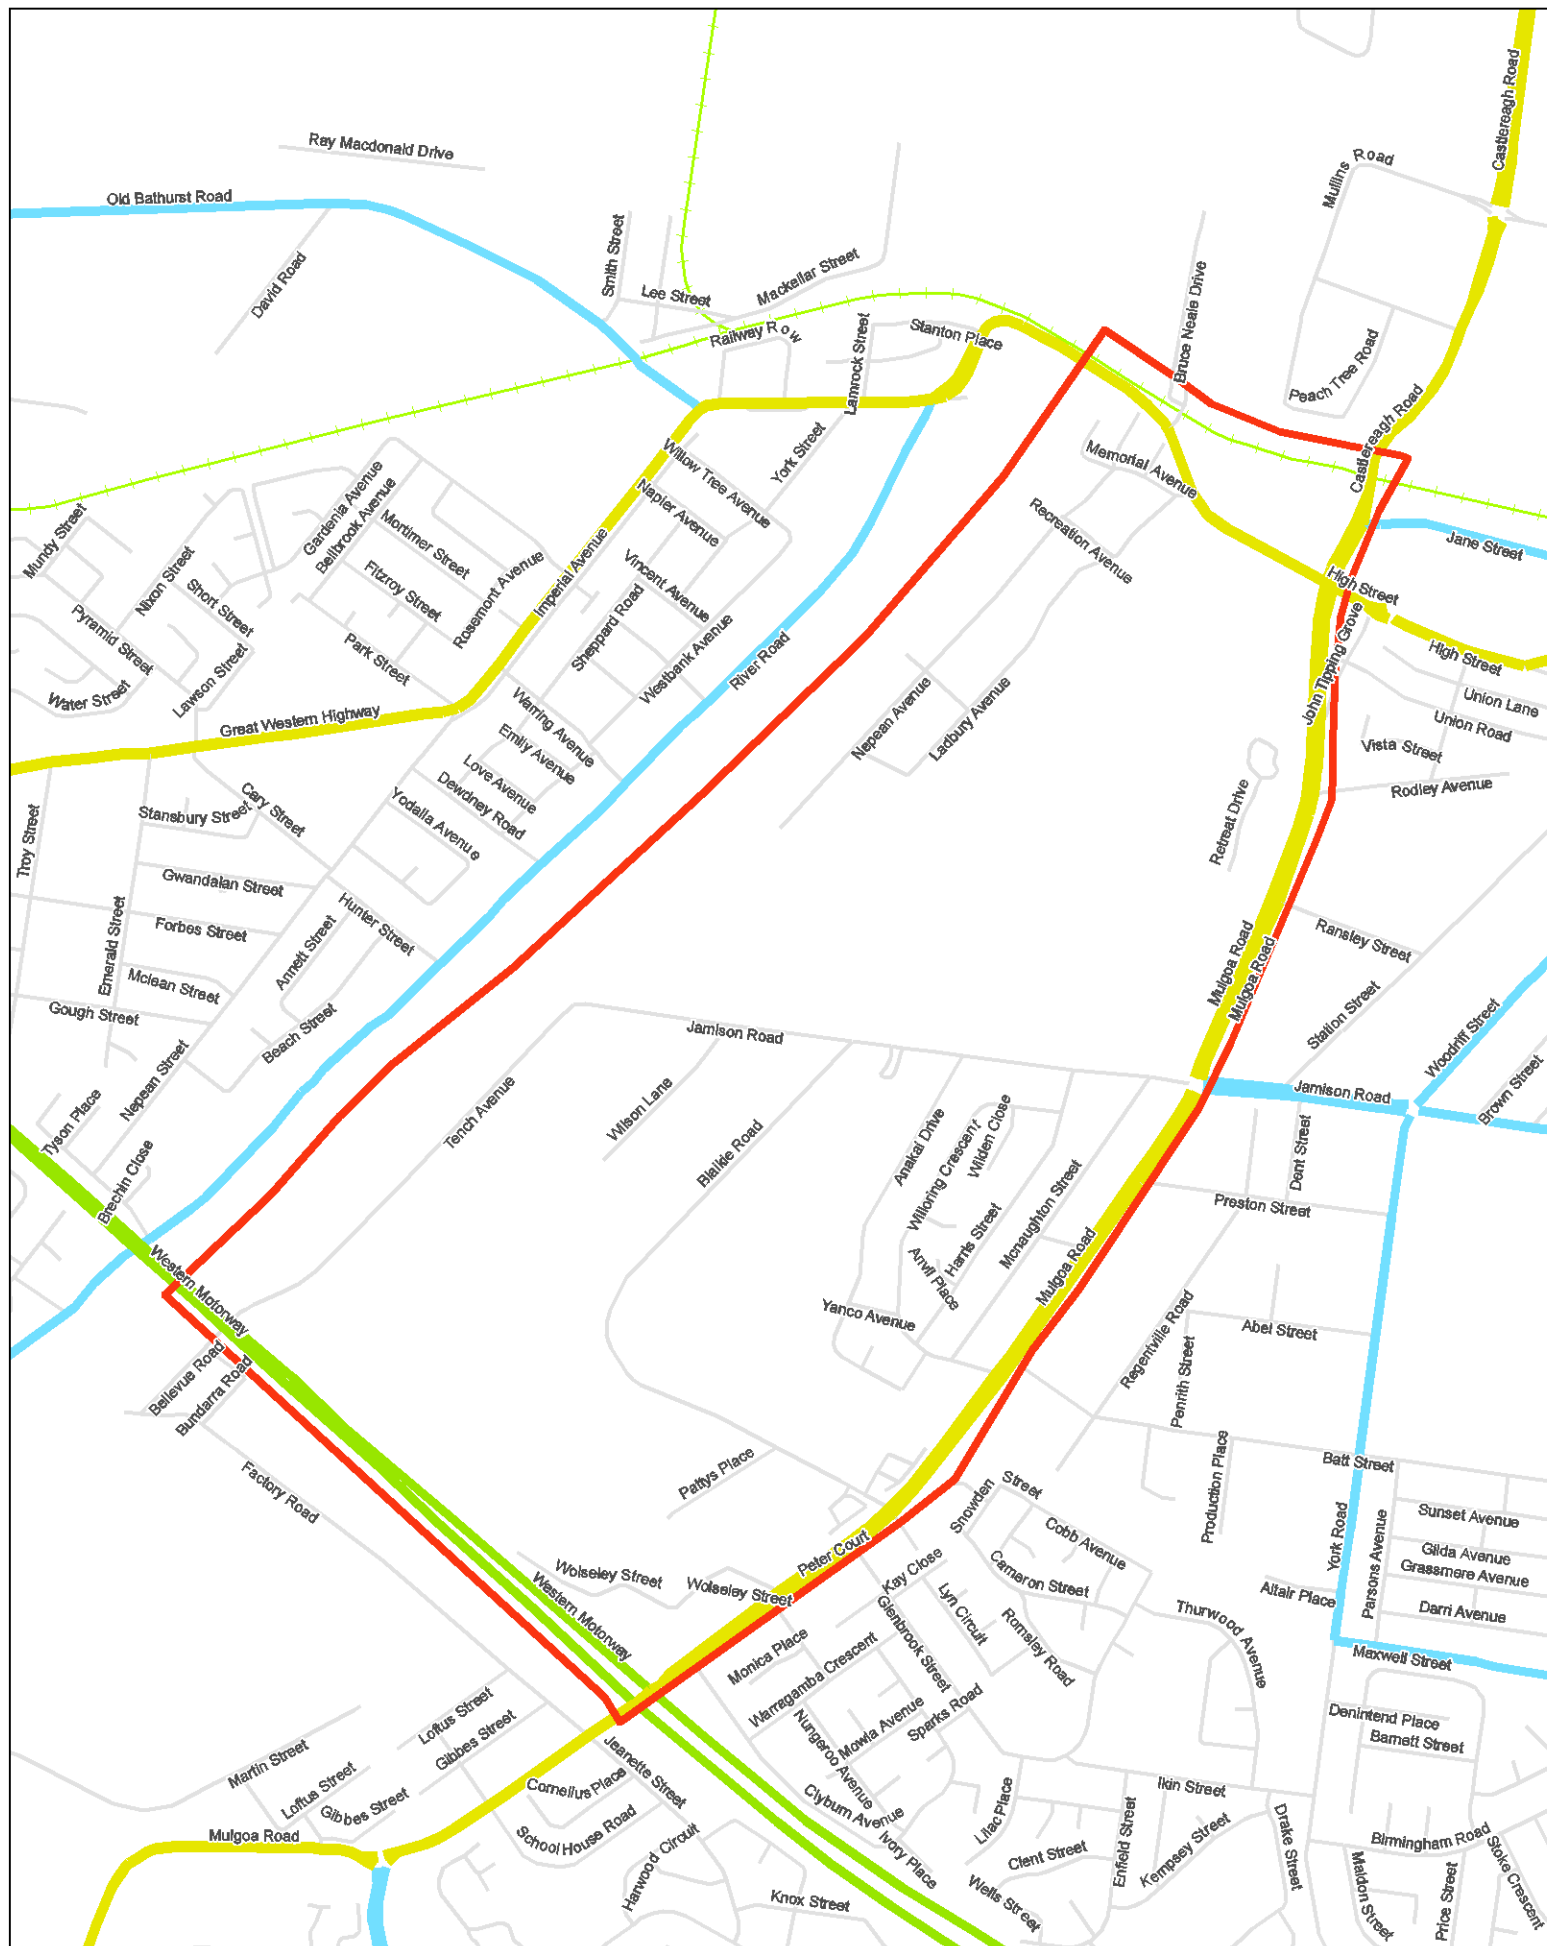 Castlereagh Road
Ray Macdonald Drive
Mullins Road
Old Bathurst Road
Smith Street
David Road
Mackellar Street
Lee Street
Bruce Neale Drive
Railway Row
Stanton Place
Lamrock Street
Peach Tree Road
Castlereagh Road
Willow Tree Avenue
York Street
Memorial Avenue
Gardenia Avenue
Bellbrook Avenue
Napier Avenue
Mundy Street
Mortimer Street
Recreation Avenue
Jane Street
Nixon Street
Fitzroy Street
Rosemont Avenue
Imperial Avenue
Vincent Avenue
High Street
Short Street
Sheppard Road
Pyramid Street
Park Street
Westbank Avenue
River Road
John Tipping Grove
High Street
Lawson Street
Water Street
Great Western Highway
Warring Avenue
Nepean Avenue
Ladbury Avenue
Union Lane
Union Road
Emily Avenue
Vista Street
Love Avenue
Dewdney Road
Rodley Avenue
Cary Street
Stansbury Street
Yodalla Avenue
Retreat Drive
Troy Street
Gwandalan Street
Hunter Street
Forbes Street
Emerald Street
Annett Street
Ransley Street
Mulgoa Road
Mulgoa Road
Mclean Street
Gough Street
Beach Street
Jamison Road
Station Street
Woodriff Street
Nepean Street
Jamison Road
Brown Street
Tyson Place
Tench Avenue
Wilson Lane
Blaikie Road
Anakai Drive
Willoring Crescent
Wilden Close
Dent Street
Brechin Close
Preston Street
Harris Street
Mcnaughton Street
Anvil Place
Mulgoa Road
Western Motorway
Yanco Avenue
Regentville Road
Abel Street
Penrith Street
Bellevue Road
Bundarra Road
Factory Road
Pattys Place
Batt Street
Production Place
Snowden Street
Sunset Avenue
York Road
Parsons Avenue
Cobb Avenue
Gilda Avenue
Peter Court
Kay Close
Cameron Street
Grassmere Avenue
Wolseley Street
Wolseley Street
Altair Place
Western Motorway
Lyn Circuit
Glenbrook Street
Romsley Road
Thurwood Avenue
Darri Avenue
Monica Place
Warragamba Crescent
Maxwell Street
Loftus Street
Gibbes Street
Sparks Road
Mowla Avenue
Nungeroo Avenue
Denintend Place
Barnett Street
Martin Street
Loftus Street
Gibbes Street
Jeanette Street
Cornelius Place
Ikin Street
Clyburn Avenue
Lilac Place
Mulgoa Road
School House Road
Harwood Circuit
Ivory Place
Clent Street
Enfield Street
Kempsey Street
Drake Street
Birmingham Road
Stoke Crescent
Maldon Street
Price Street
Knox Street
Wells Street